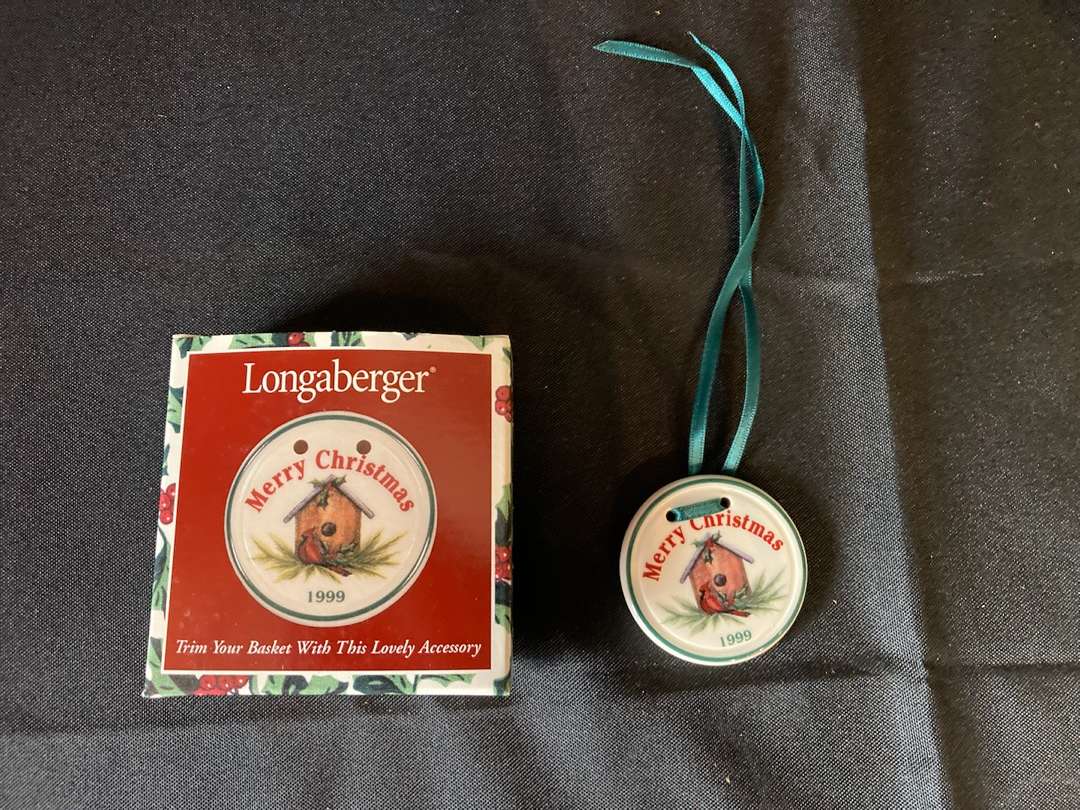 Longaberger®
Merry Christmas
1999
Trim Your Basket With This Lovely Accessory
Merry Christmas
1999